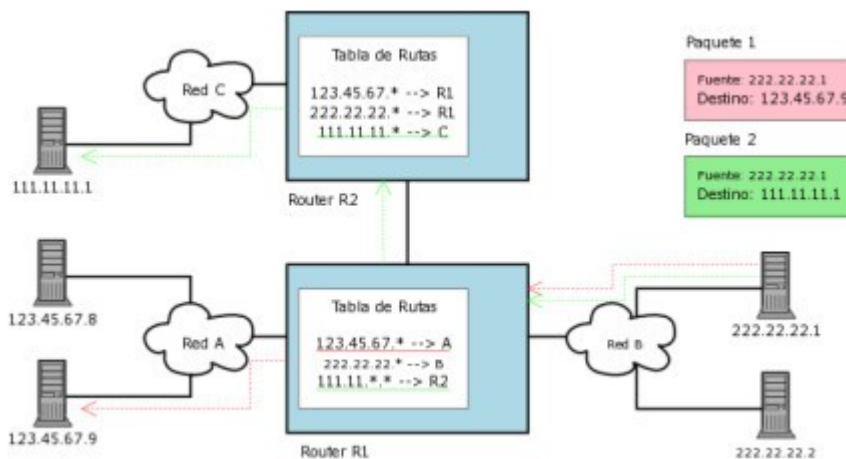 Tabla de Rutas
123.45.67.* --> R1
222.22.22.* --> R1
111.11.11.* --> C
Router R2
Red C
111.11.11.1
Paquete 1
Fuente: 222.22.22.1
Destino: 123.45.67.9
Paquete 2
Fuente: 222.22.22.1
Destino: 111.11.11.1
123.45.67.8
Red A
123.45.67.9
Tabla de Rutas
123.45.67.* --> A
222.22.22.* --> B
111.11.*.* --> R2
Router R1
Red B
222.22.22.1
222.22.22.2